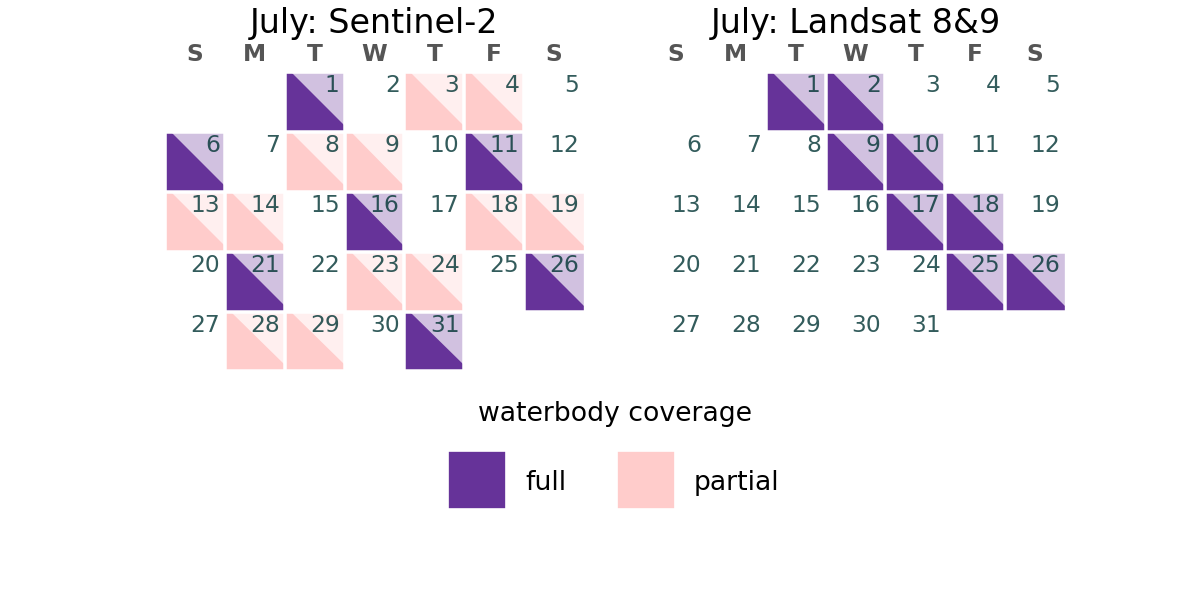 July: Sentinel-2
S M T W T F S
1 2 3 4 5
6 7 8 9 10 11 12
13 14 15 16 17 18 19
20 21 22 23 24 25 26
27 28 29 30 31
July: Landsat 8&9
S M T W T F S
1 2 3 4 5
6 7 8 9 10 11 12
13 14 15 16 17 18 19
20 21 22 23 24 25 26
27 28 29 30 31
waterbody coverage
full partial